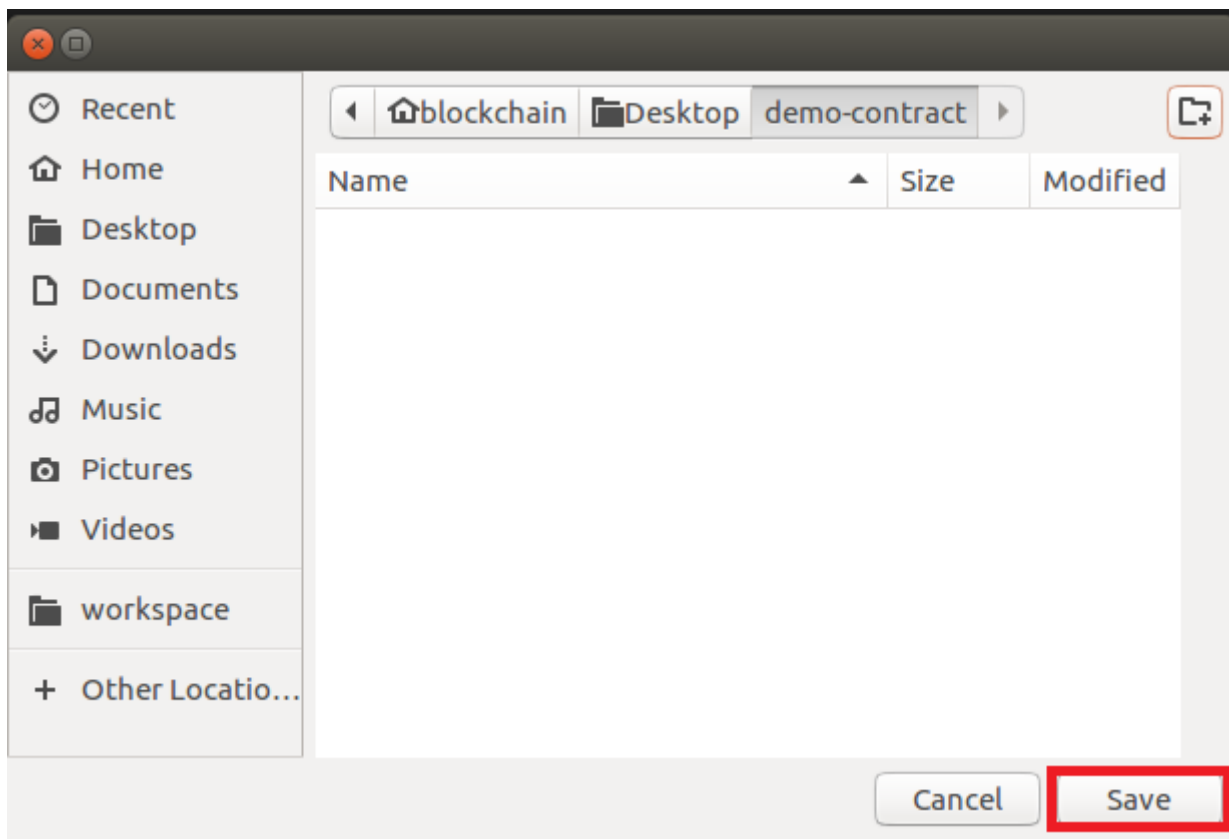 Recent
Home
Desktop
Documents
Downloads
Music
Pictures
Videos
workspace
+ Other Locatio...
blockchain Desktop demo-contract
Name Size Modified
Cancel Save